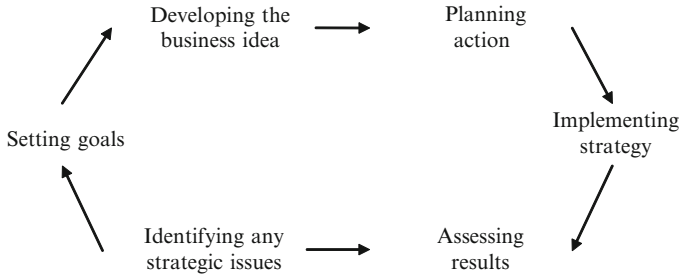 Developing the
business idea
Planning
action
Setting goals
Implementing
strategy
Identifying any
strategic issues
Assessing
results